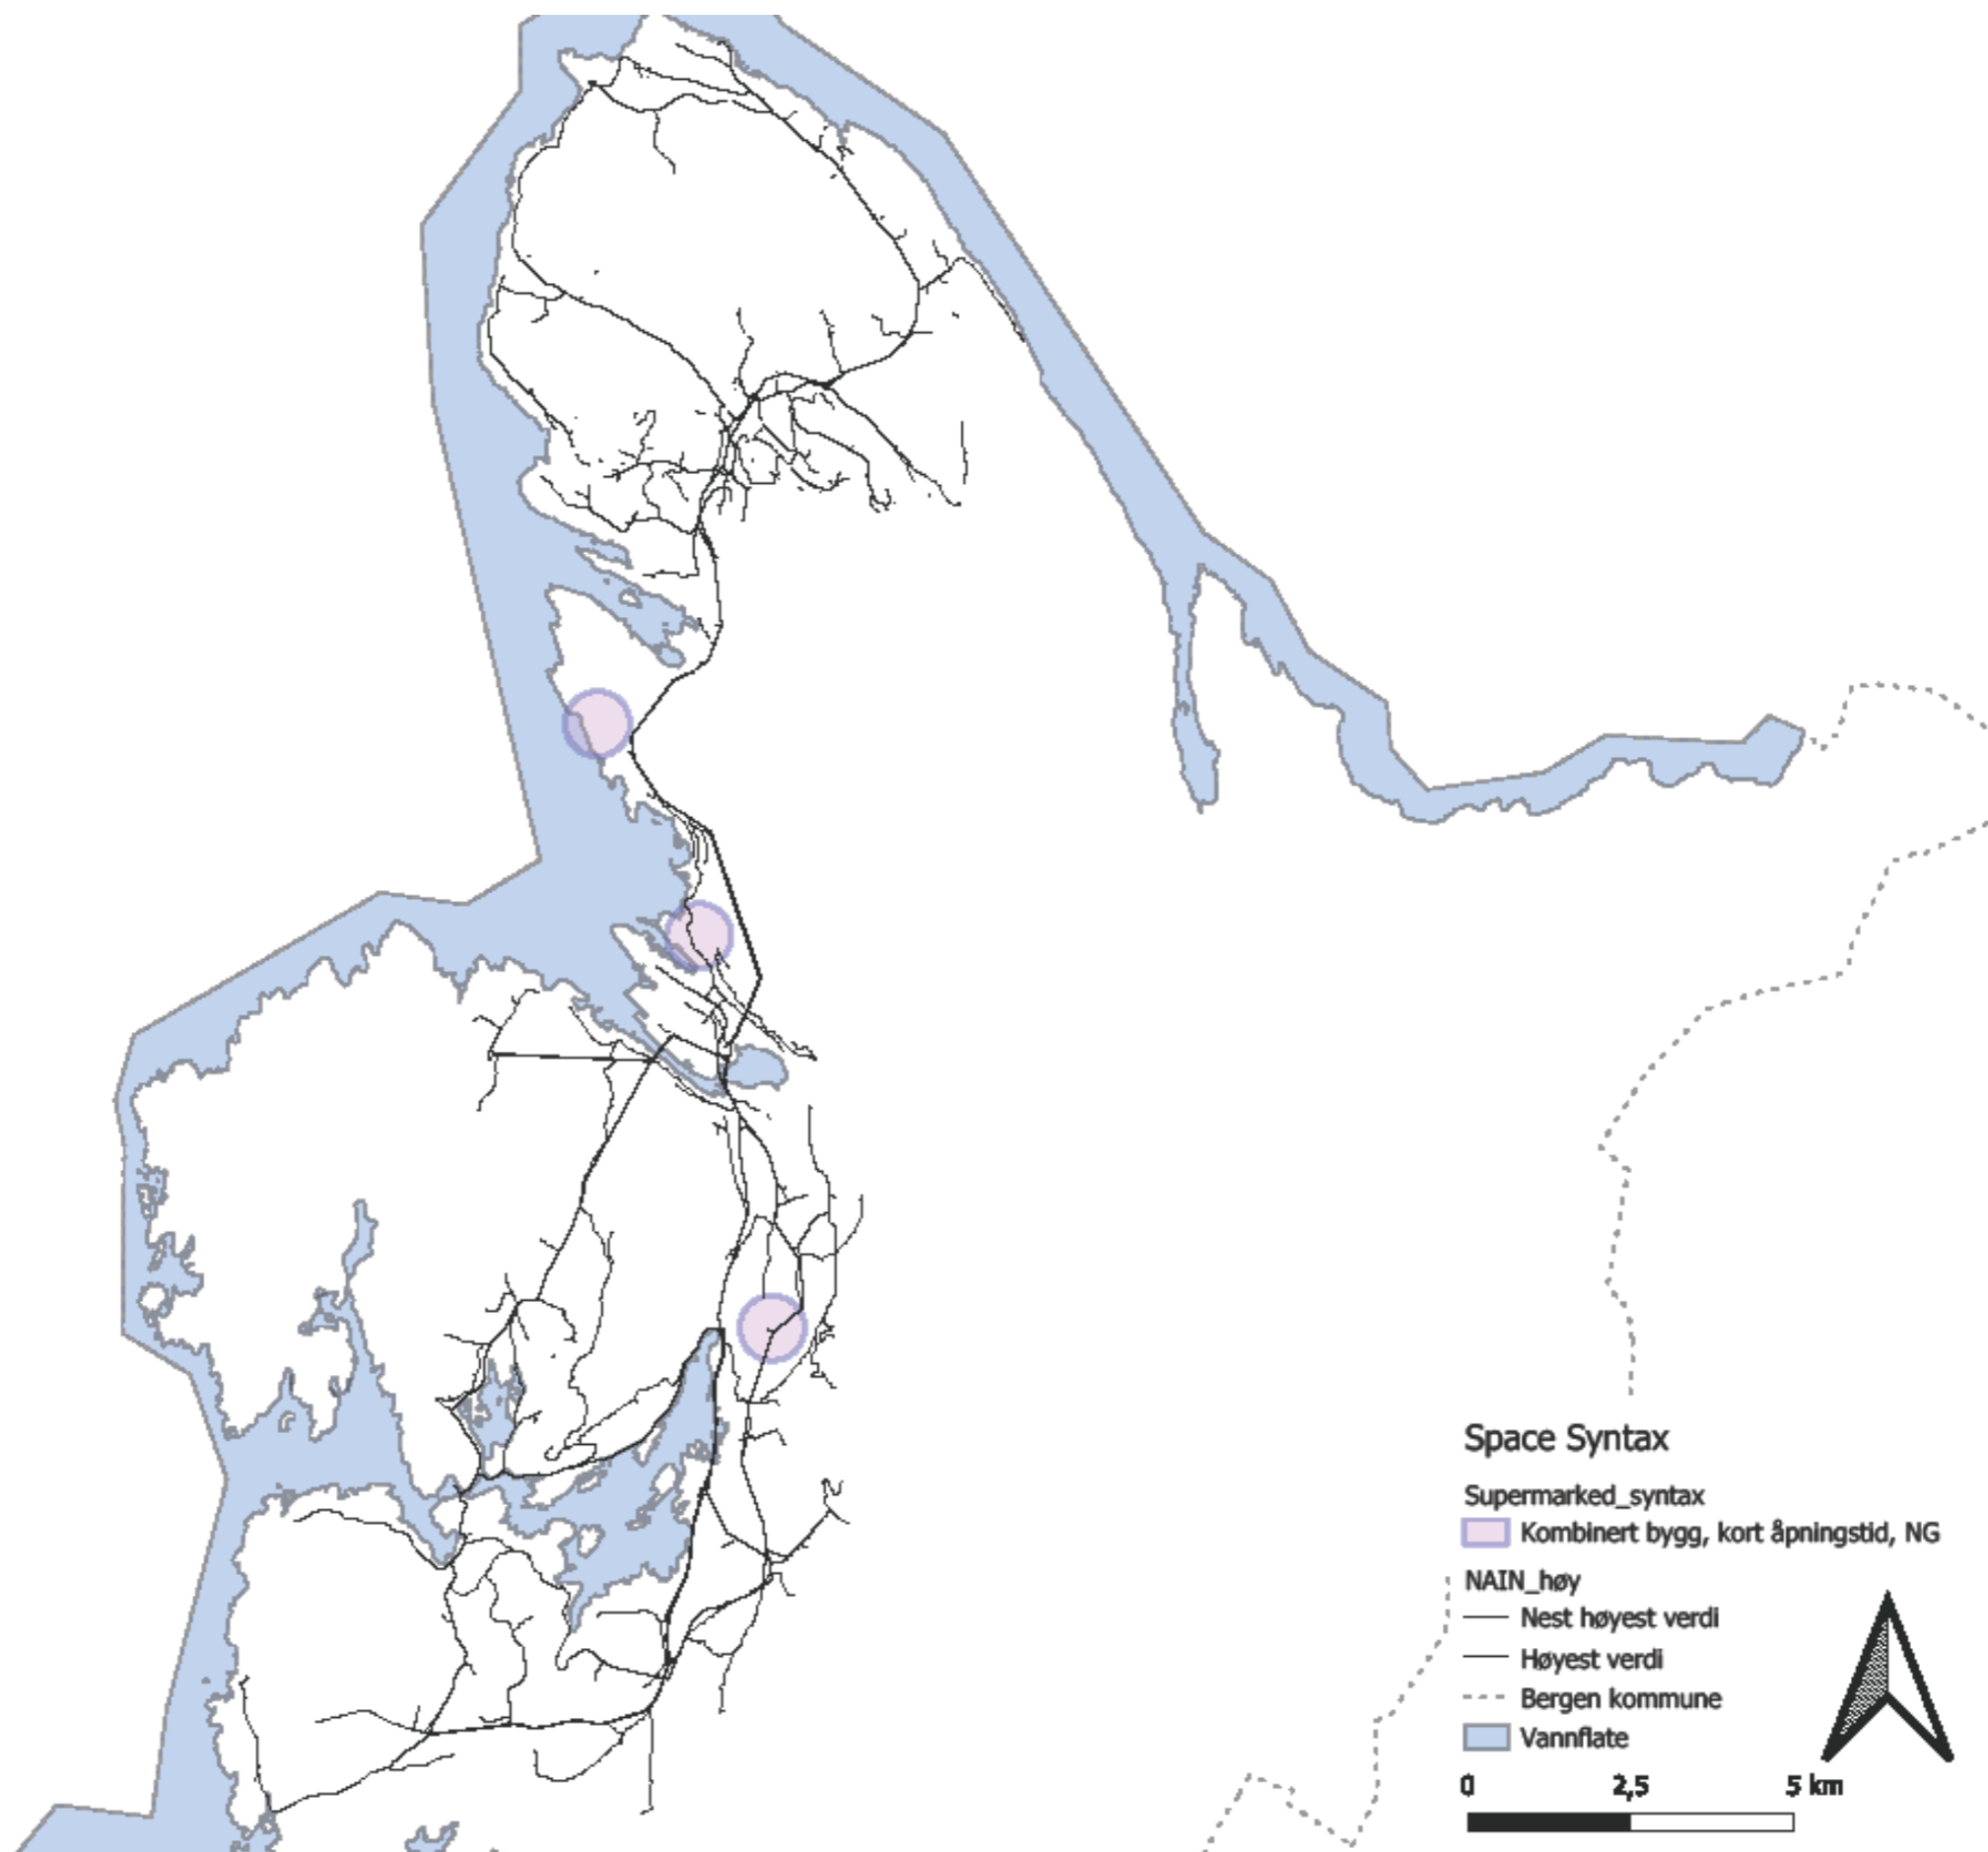 Space Syntax
Supermarked_syntax
Kombinert bygg, kort åpningstid, NG
NAIN_høy
Nest høyest verdi
Høyest verdi
Bergen kommune
Vannflate
0 2,5 5 km